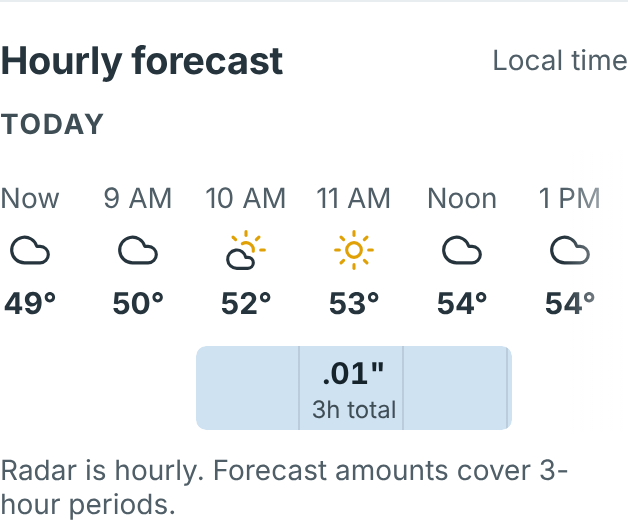 Hourly forecast Local time
TODAY
Now 9 AM 10 AM 11 AM Noon 1 PM
49° 50° 52° 53° 54° 54°
.01"
3h total
Radar is hourly. Forecast amounts cover 3-
hour periods.